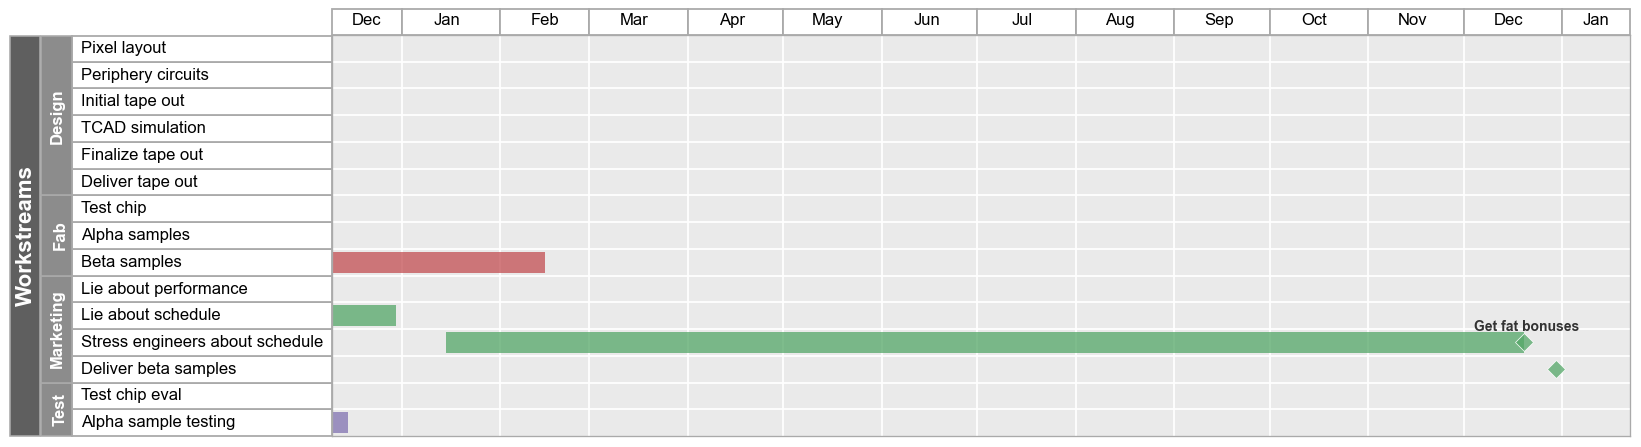 Dec Jan Feb Mar Apr May Jun Jul Aug Sep Oct Nov Dec Jan
Workstreams
Design
Pixel layout
Periphery circuits
Initial tape out
TCAD simulation
Finalize tape out
Deliver tape out
Fab
Test chip
Alpha samples
Beta samples
Marketing
Lie about performance
Lie about schedule
Get fat bonuses
Stress engineers about schedule
Deliver beta samples
Test
Test chip eval
Alpha sample testing